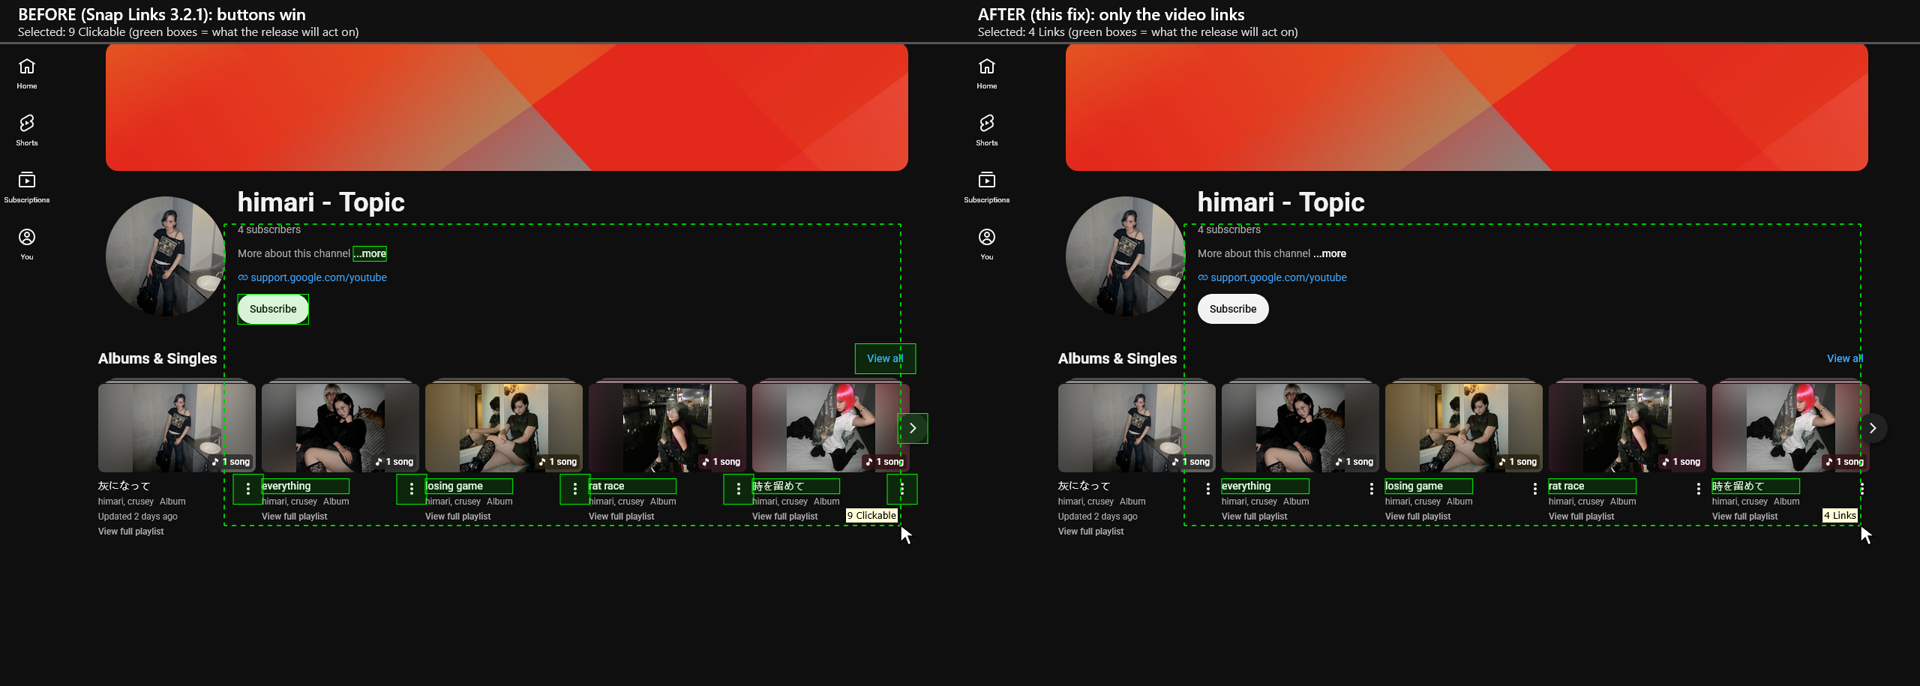 BEFORE (Snap Links 3.2.1): buttons win
Selected: 9 Clickable (green boxes = what the release will act on)
Home
Shorts
Subscriptions
You
himari - Topic
4 subscribers
More about this channel ...more
support.google.com/youtube
Subscribe
Albums & Singles
View all
1 song
1 song
1 song
1 song
1 song
灰になって
himari, crusey Album
Updated 2 days ago
View full playlist
everything
himari, crusey Album
View full playlist
losing game
himari, crusey Album
View full playlist
rat race
himari, crusey Album
View full playlist
時を留めて
himari, crusey Album
View full playlist
9 Clickable
AFTER (this fix): only the video links
Selected: 4 Links (green boxes = what the release will act on)
Home
Shorts
Subscriptions
You
himari - Topic
4 subscribers
More about this channel ...more
support.google.com/youtube
Subscribe
Albums & Singles
View all
1 song
1 song
1 song
1 song
1 song
灰になって
himari, crusey Album
Updated 2 days ago
View full playlist
everything
himari, crusey Album
View full playlist
losing game
himari, crusey Album
View full playlist
rat race
himari, crusey Album
View full playlist
時を留めて
himari, crusey Album
View full playlist
4 Links